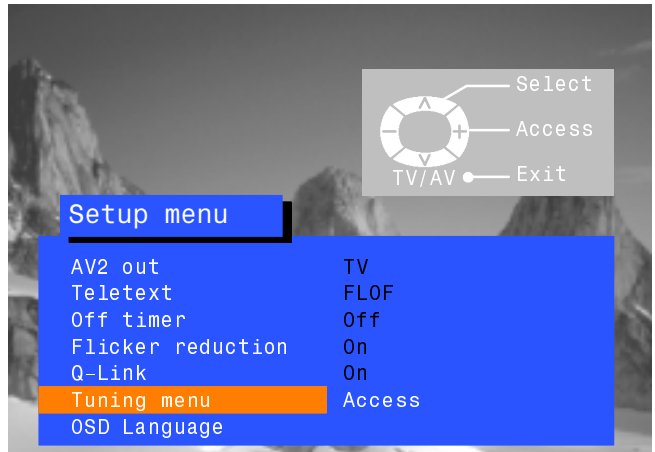 Select
Access
TV/AV Exit
Setup menu
AV2 out TV
Teletext FLOF
Off timer Off
Flicker reduction On
Q-Link On
Tuning menu Access
OSD Language